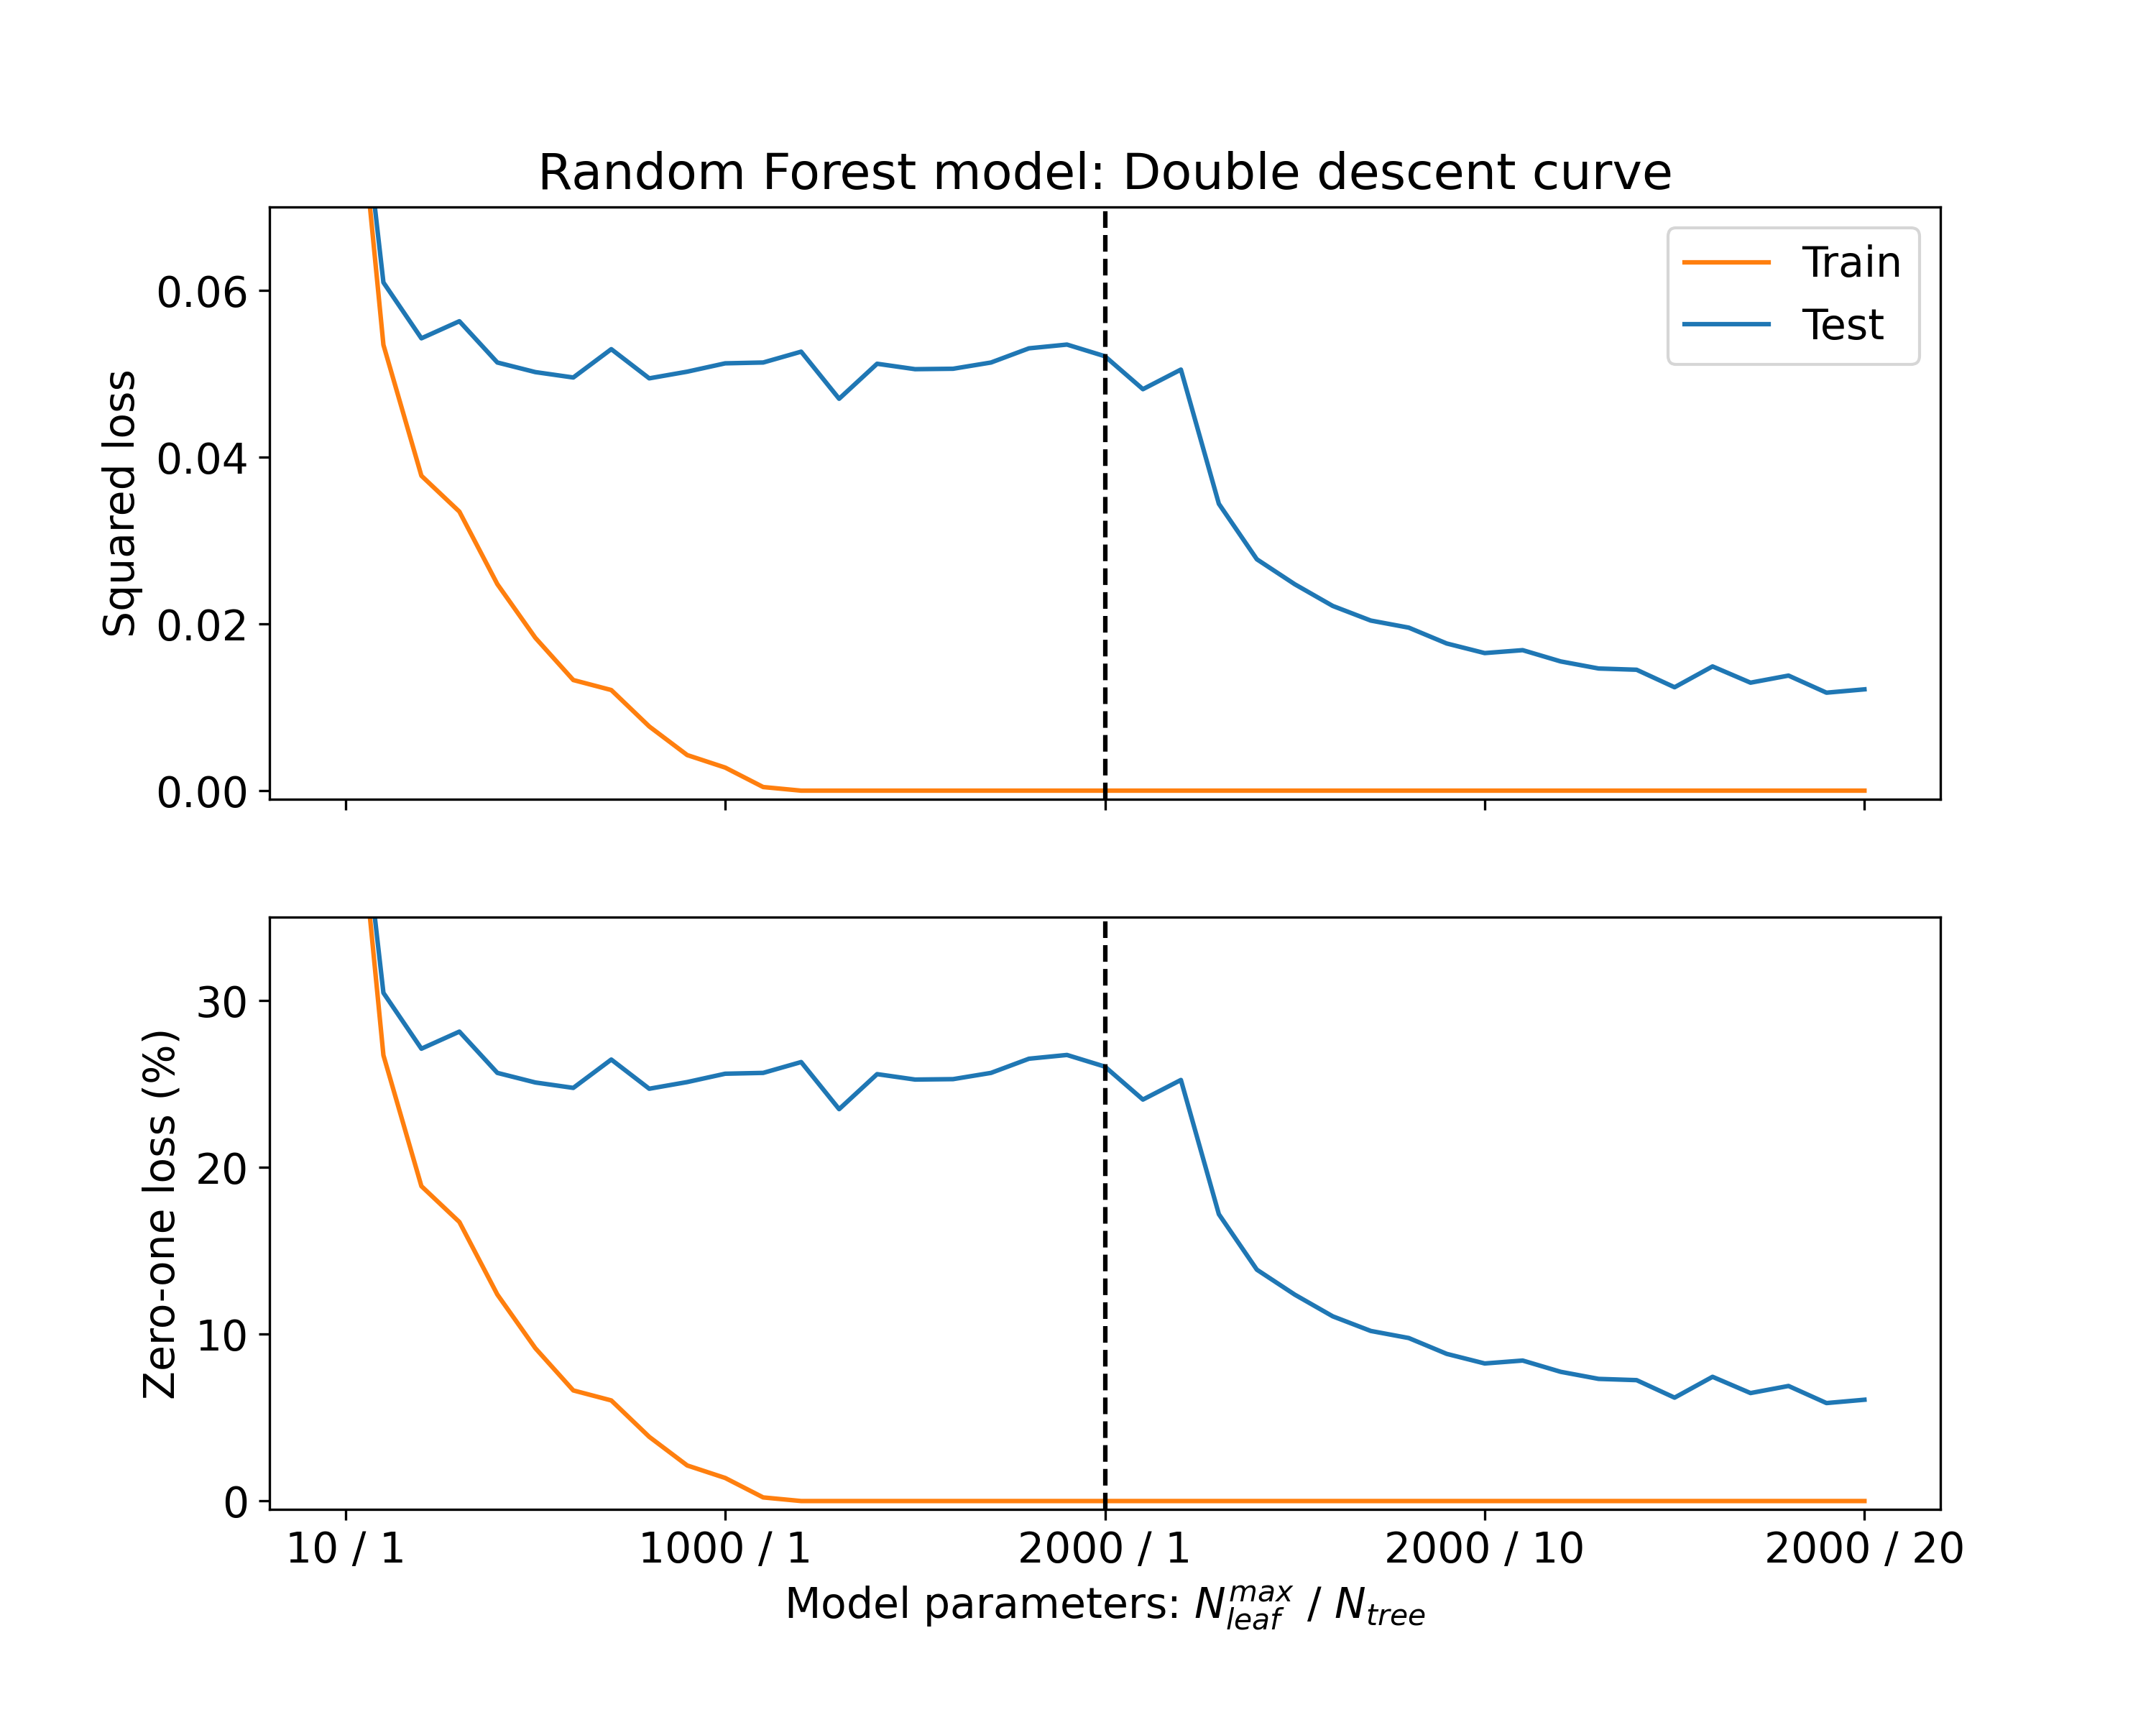 Random Forest model: Double descent curve
Train
Test
Squared loss
0.06
0.04
0.02
0.00
Zero-one loss (%)
30
20
10
0
10 / 1
1000 / 1
2000 / 1
2000 / 10
2000 / 20
Model parameters: $N_{leaf}^{max}$ / $N_{tree}$